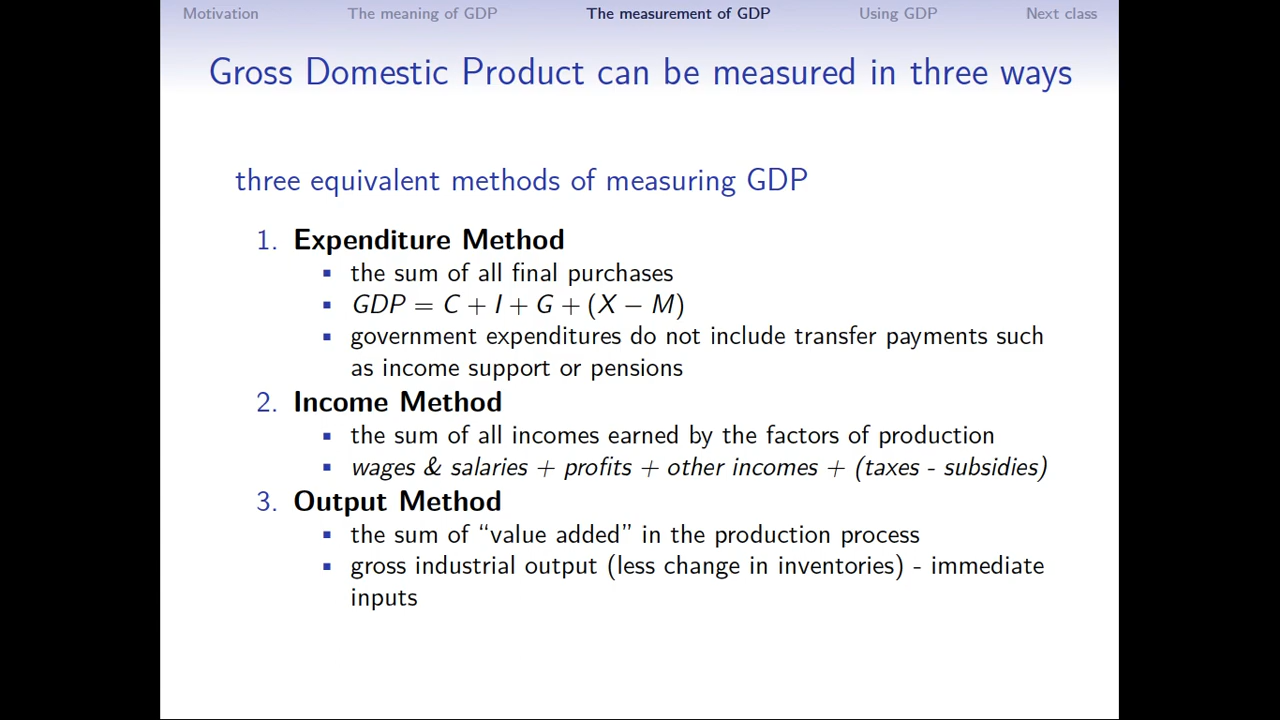 Motivation The meaning of GDP The measurement of GDP Using GDP Next class
Gross Domestic Product can be measured in three ways
three equivalent methods of measuring GDP
1. Expenditure Method
▪ the sum of all final purchases
▪ GDP = C + I + G + (X − M)
▪ government expenditures do not include transfer payments such
as income support or pensions
2. Income Method
▪ the sum of all incomes earned by the factors of production
▪ wages & salaries + profits + other incomes + (taxes - subsidies)
3. Output Method
▪ the sum of “value added” in the production process
▪ gross industrial output (less change in inventories) - immediate
inputs